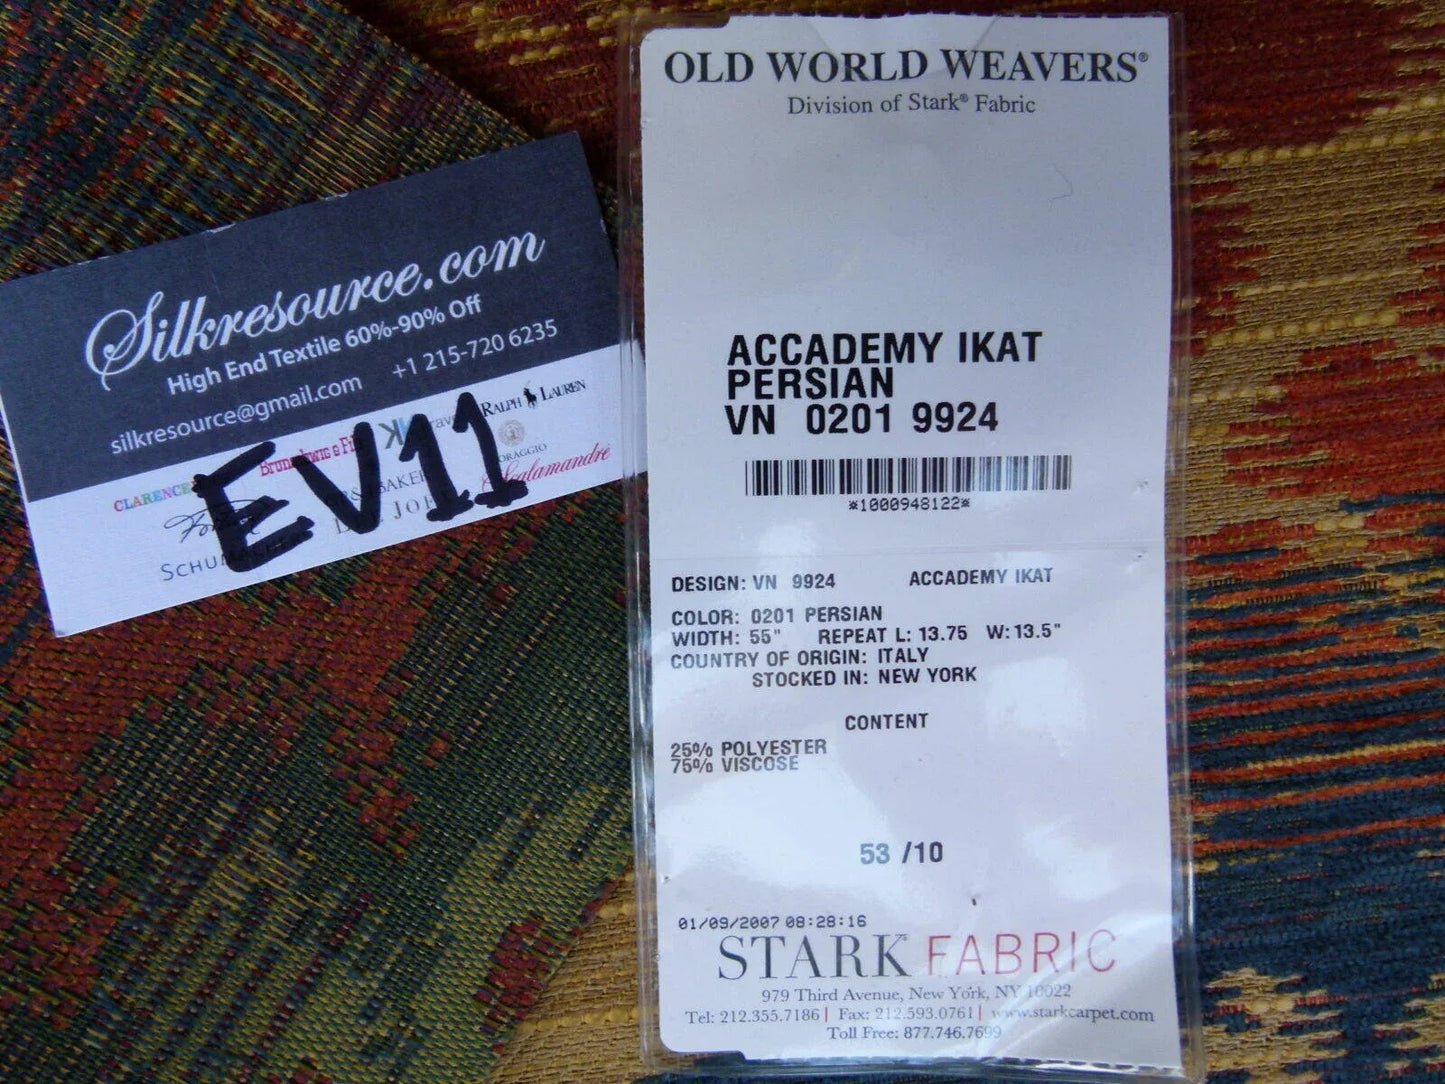 Silkresource.com
High End Textile 60%-90% Off
silkresource@gmail.com +1 215-720 6235
RALPH LAUREN
CLARENCE
Scalamandré
EV11
OLD WORLD WEAVERS®
Division of Stark® Fabric
ACCADEMY IKAT
PERSIAN
VN 0201 9924
*1000948122*
DESIGN: VN 9924 ACCADEMY IKAT
COLOR: 0201 PERSIAN
WIDTH: 55" REPEAT L: 13.75 W:13.5"
COUNTRY OF ORIGIN: ITALY
STOCKED IN: NEW YORK
CONTENT
25% POLYESTER
75% VISCOSE
53 /10
01/09/2007 08:28:16
STARK FABRIC
979 Third Avenue, New York, NY 10022
Tel: 212.355.7186 | Fax: 212.593.0761 | www.starkcarpet.com
Toll Free: 877.746.7699